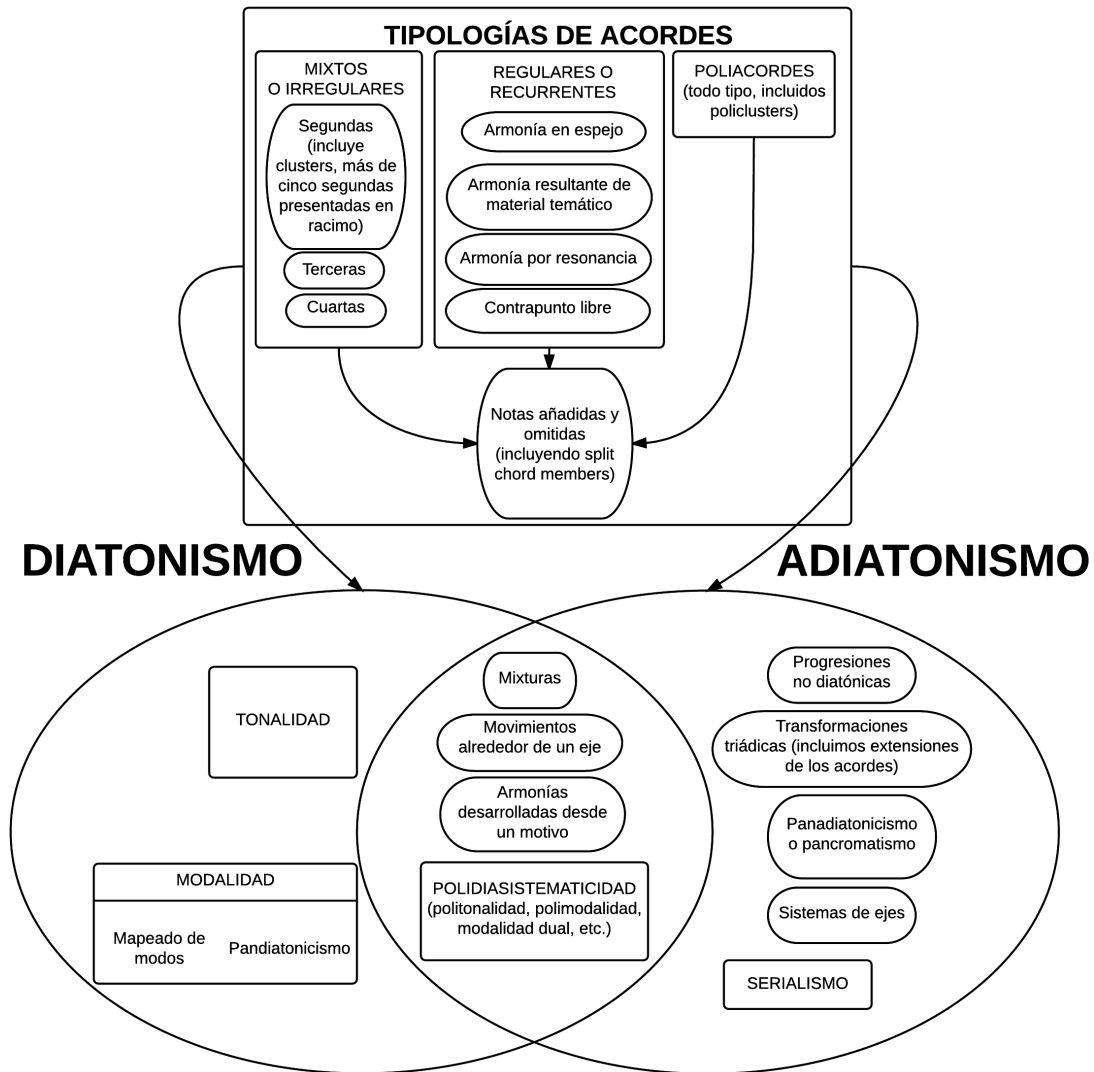 TIPOLOGÍAS DE ACORDES
MIXTOS
O IRREGULARES
Segundas
(incluye
clusters, más de
cinco segundas
presentadas en
racimo)
Terceras
Cuartas
REGULARES O
RECURRENTES
Armonía en espejo
Armonía resultante de
material temático
Armonía por resonancia
Contrapunto libre
POLIACORDES
(todo tipo, incluidos
policlusters)
Notas añadidas y
omitidas
(incluyendo split
chord members)
DIATONISMO
ADIATONISMO
TONALIDAD
MODALIDAD
Mapeado de
modos
Pandiatonicismo
Mixturas
Movimientos
alrededor de un eje
Armonías
desarrolladas desde
un motivo
POLIDIASISTEMATICIDAD
(politonalidad, polimodalidad,
modalidad dual, etc.)
Progresiones
no diatónicas
Transformaciones
triádicas (incluimos extensiones
de los acordes)
Panadiatonicismo
o pancromatismo
Sistemas de ejes
SERIALISMO